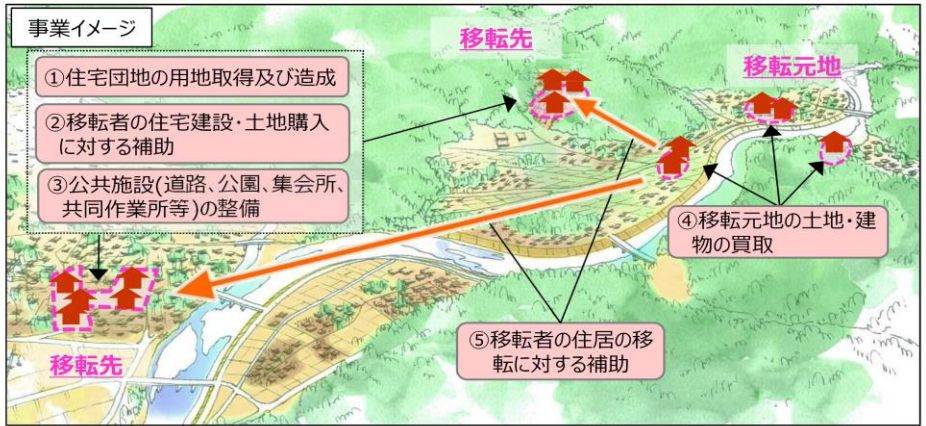 事業イメージ
①住宅団地の用地取得及び造成
②移転者の住宅建設・土地購入
に対する補助
③公共施設(道路、公園、集会所、
共同作業所等)の整備
移転先
移転元地
④移転元地の土地・建
物の買取
⑤移転者の住居の移
転に対する補助
移転先